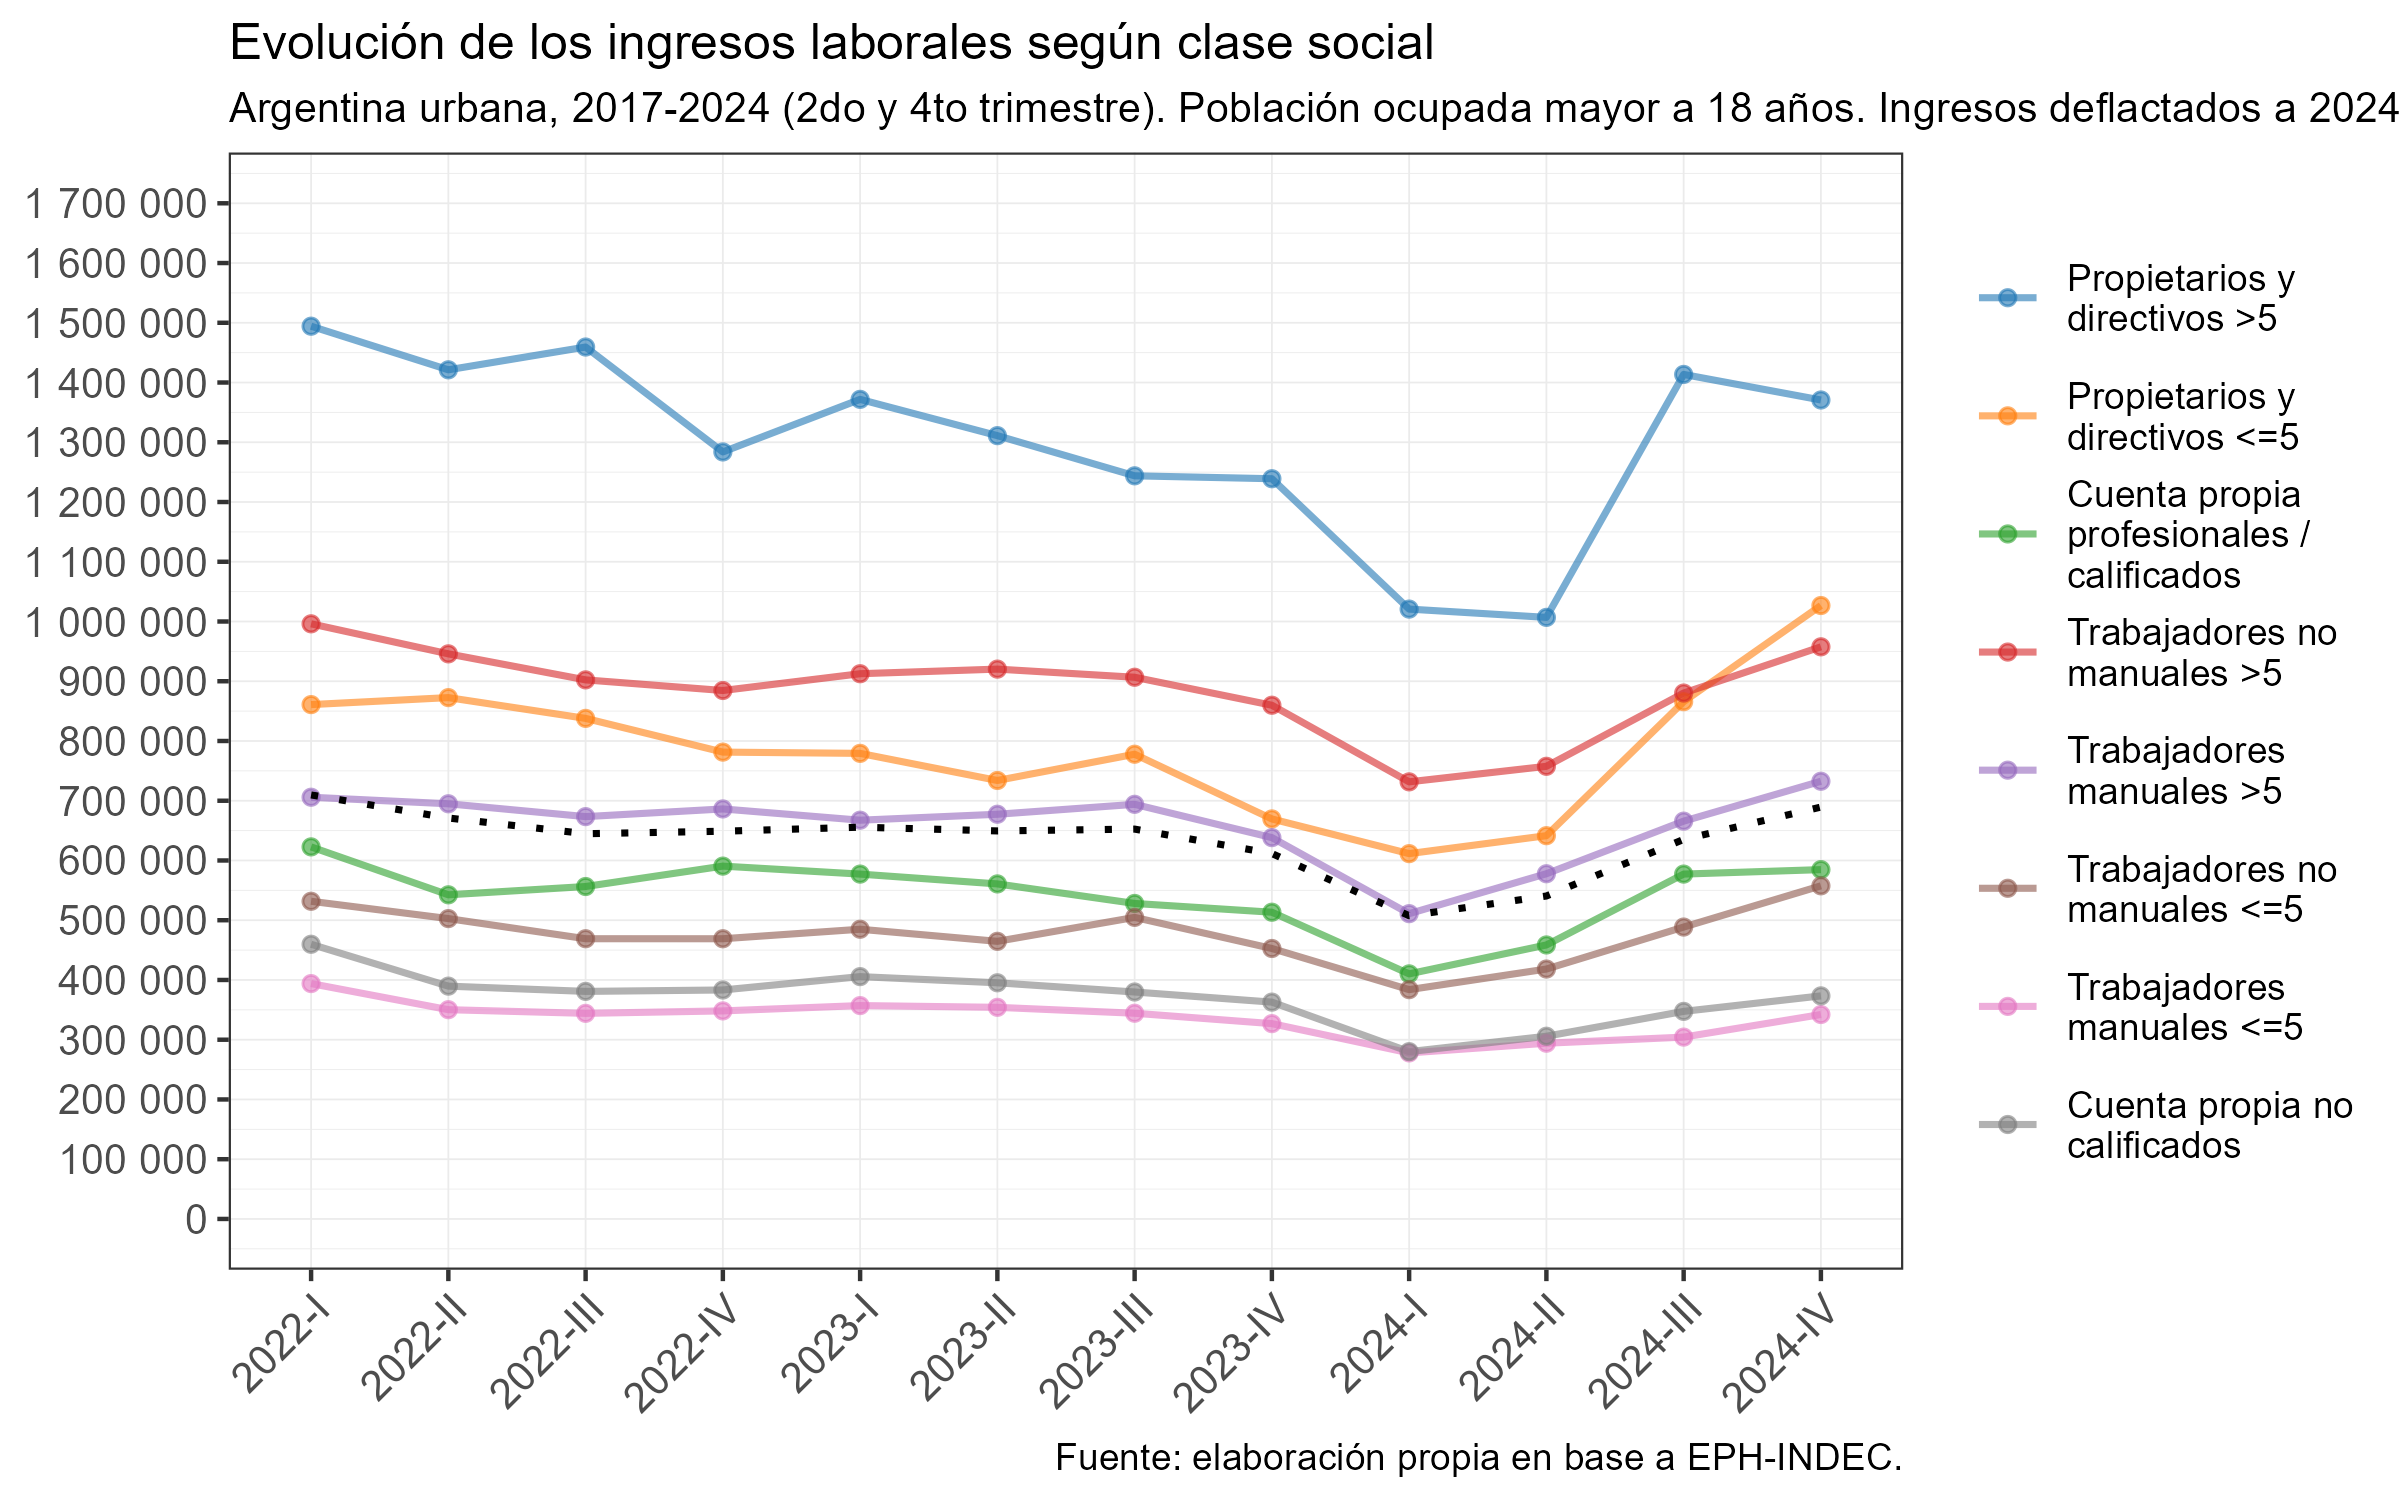 Evolución de los ingresos laborales según clase social
Argentina urbana, 2017-2024 (2do y 4to trimestre). Población ocupada mayor a 18 años. Ingresos deflactados a 2024
1 700 000
1 600 000
1 500 000
1 400 000
1 300 000
1 200 000
1 100 000
1 000 000
900 000
800 000
700 000
600 000
500 000
400 000
300 000
200 000
100 000
0
2022-I
2022-II
2022-III
2022-IV
2023-I
2023-II
2023-III
2023-IV
2024-I
2024-II
2024-III
2024-IV
Propietarios y
directivos >5
Propietarios y
directivos <=5
Cuenta propia
profesionales /
calificados
Trabajadores no
manuales >5
Trabajadores
manuales >5
Trabajadores no
manuales <=5
Trabajadores
manuales <=5
Cuenta propia no
calificados
Fuente: elaboración propia en base a EPH-INDEC.